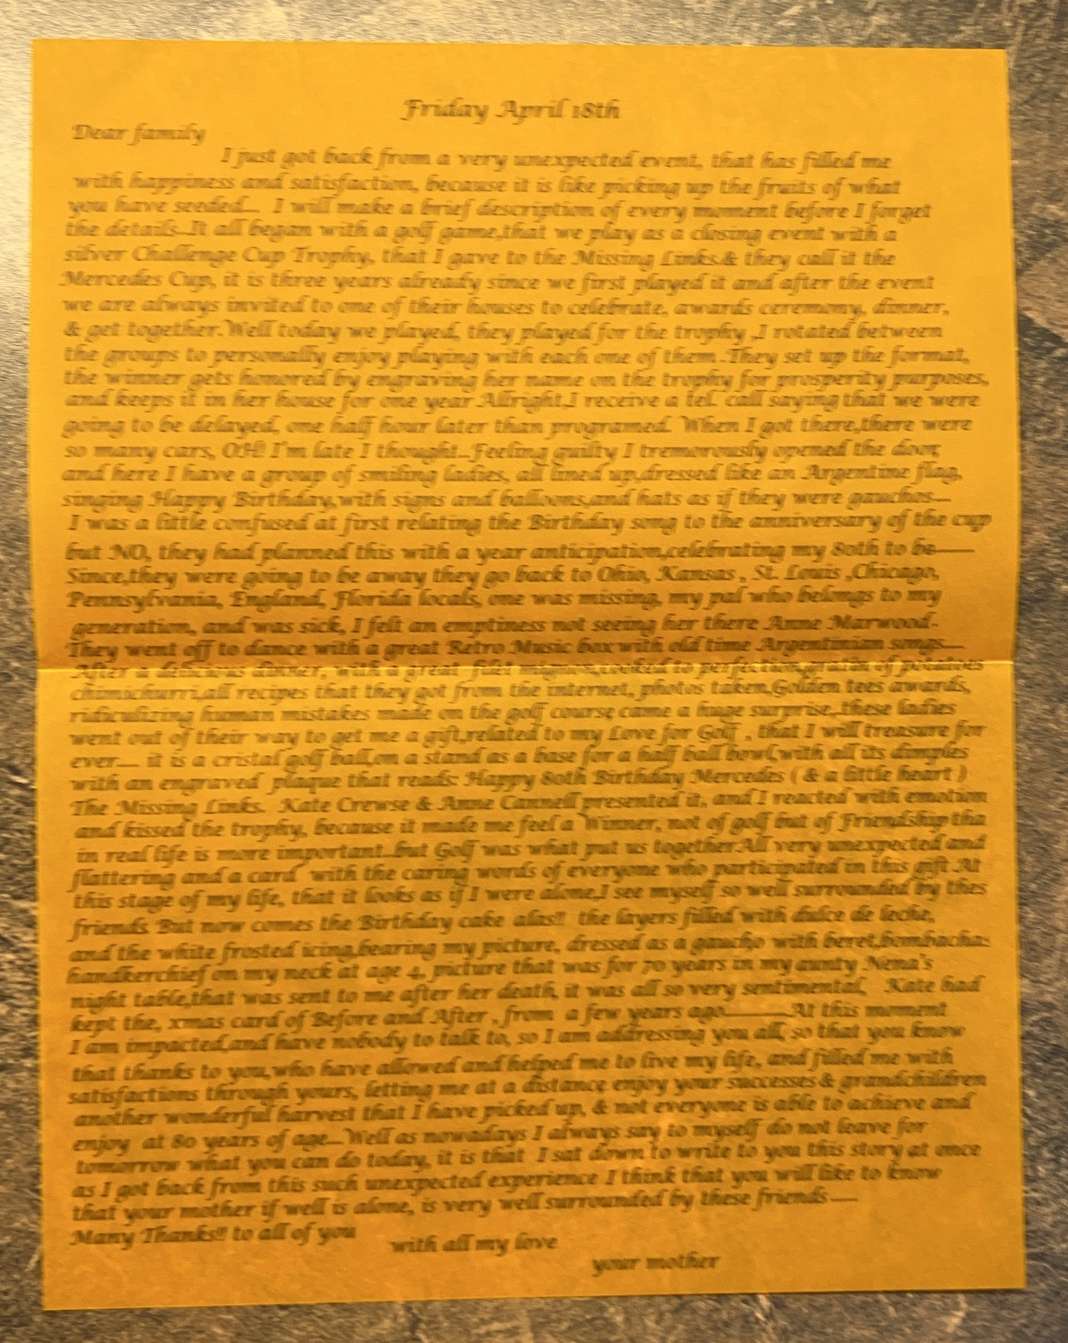 Friday April 18th
Dear family
I just got back from a very unexpected event, that has filled me
with happiness and satisfaction, because it is like picking up the fruits of what
you have seeded.... I will make a brief description of every moment before I forget
the details...It all began with a golf game,that we play as a closing event with a
silver Challenge Cup Trophy, that I gave to the Missing Links.& they call it the
Mercedes Cup, it is three years already since we first played it and after the event
we are always invited to one of their houses to celebrate, awards ceremony, dinner,
& get together.Well today we played, they played for the trophy ,I rotated between
the groups to personally enjoy playing with each one of them .They set up the format,
the winner gets honored by engraving her name on the trophy for prosperity purposes,
and keeps it in her house for one year Allright,I receive a tel. call saying that we were
going to be delayed, one half hour later than programed. When I got there,there were
so many cars, OH!! I'm late I thought...Feeling guilty I tremorously opened the door,
and here I have a group of smiling ladies, all lined up,dressed like an Argentine flag,
singing Happy Birthday,with signs and balloons,and hats as if they were gauchos....
I was a little confused at first relating the Birthday song to the anniversary of the cup
but NO, they had planned this with a year anticipation,celebrating my 80th to be.......
Since,they were going to be away they go back to Ohio, Kansas , St. Louis ,Chicago,
Pennsylvania, England, Florida locals, one was missing, my pal who belongs to my
generation, and was sick, I felt an emptiness not seeing her there Anne Marwood.
They went off to dance with a great Retro Music box with old time Argentinian songs....
After a delicious dinner, with a great filet mignon,cooked to perfection,gratin of potatoes
chimichurri,all recipes that they got from the internet, photos taken,Golden tees awards,
ridiculizing human mistakes made on the golf course, came a huge surprise,..these ladies
went out of their way to get me a gift,related to my Love for Golf , that I will treasure for
ever..... it is a cristal golf ball,on a stand as a base for a half ball bowl,with all its dimples
with an engraved plaque that reads: Happy 80th Birthday Mercedes ( & a little heart )
The Missing Links. Kate Crewse & Anne Cannell presented it, and I reacted with emotion
and kissed the trophy, because it made me feel a Winner, not of golf but of Friendship tha
in real life is more important...but Golf was what put us together.All very unexpected and
flattering and a card with the caring words of everyone who participated in this gift .At
this stage of my life, that it looks as if I were alone,I see myself so well surrounded by thes
friends. But now comes the Birthday cake alas!! the layers filled with dulce de leche,
and the white frosted icing,bearing my picture, dressed as a gaucho with beret,bombachas
handkerchief on my neck at age 4, picture that was for 70 years in my aunty Nena's
night table,that was sent to me after her death, it was all so very sentimental, Kate had
kept the, xmas card of Before and After , from a few years ago.............At this moment
I am impacted,and have nobody to talk to, so I am addressing you all, so that you know
that thanks to you,who have allowed and helped me to live my life, and filled me with
satisfactions through yours, letting me at a distance enjoy your successes & grandchildren
another wonderful harvest that I have picked up, & not everyone is able to achieve and
enjoy at 80 years of age....Well as nowadays I always say to myself do not leave for
tomorrow what you can do today, it is that I sat down to write to you this story at once
as I got back from this such unexpected experience I think that you will like to know
that your mother if well is alone, is very well surrounded by these friends .....
Many Thanks!! to all of you
with all my love
your mother